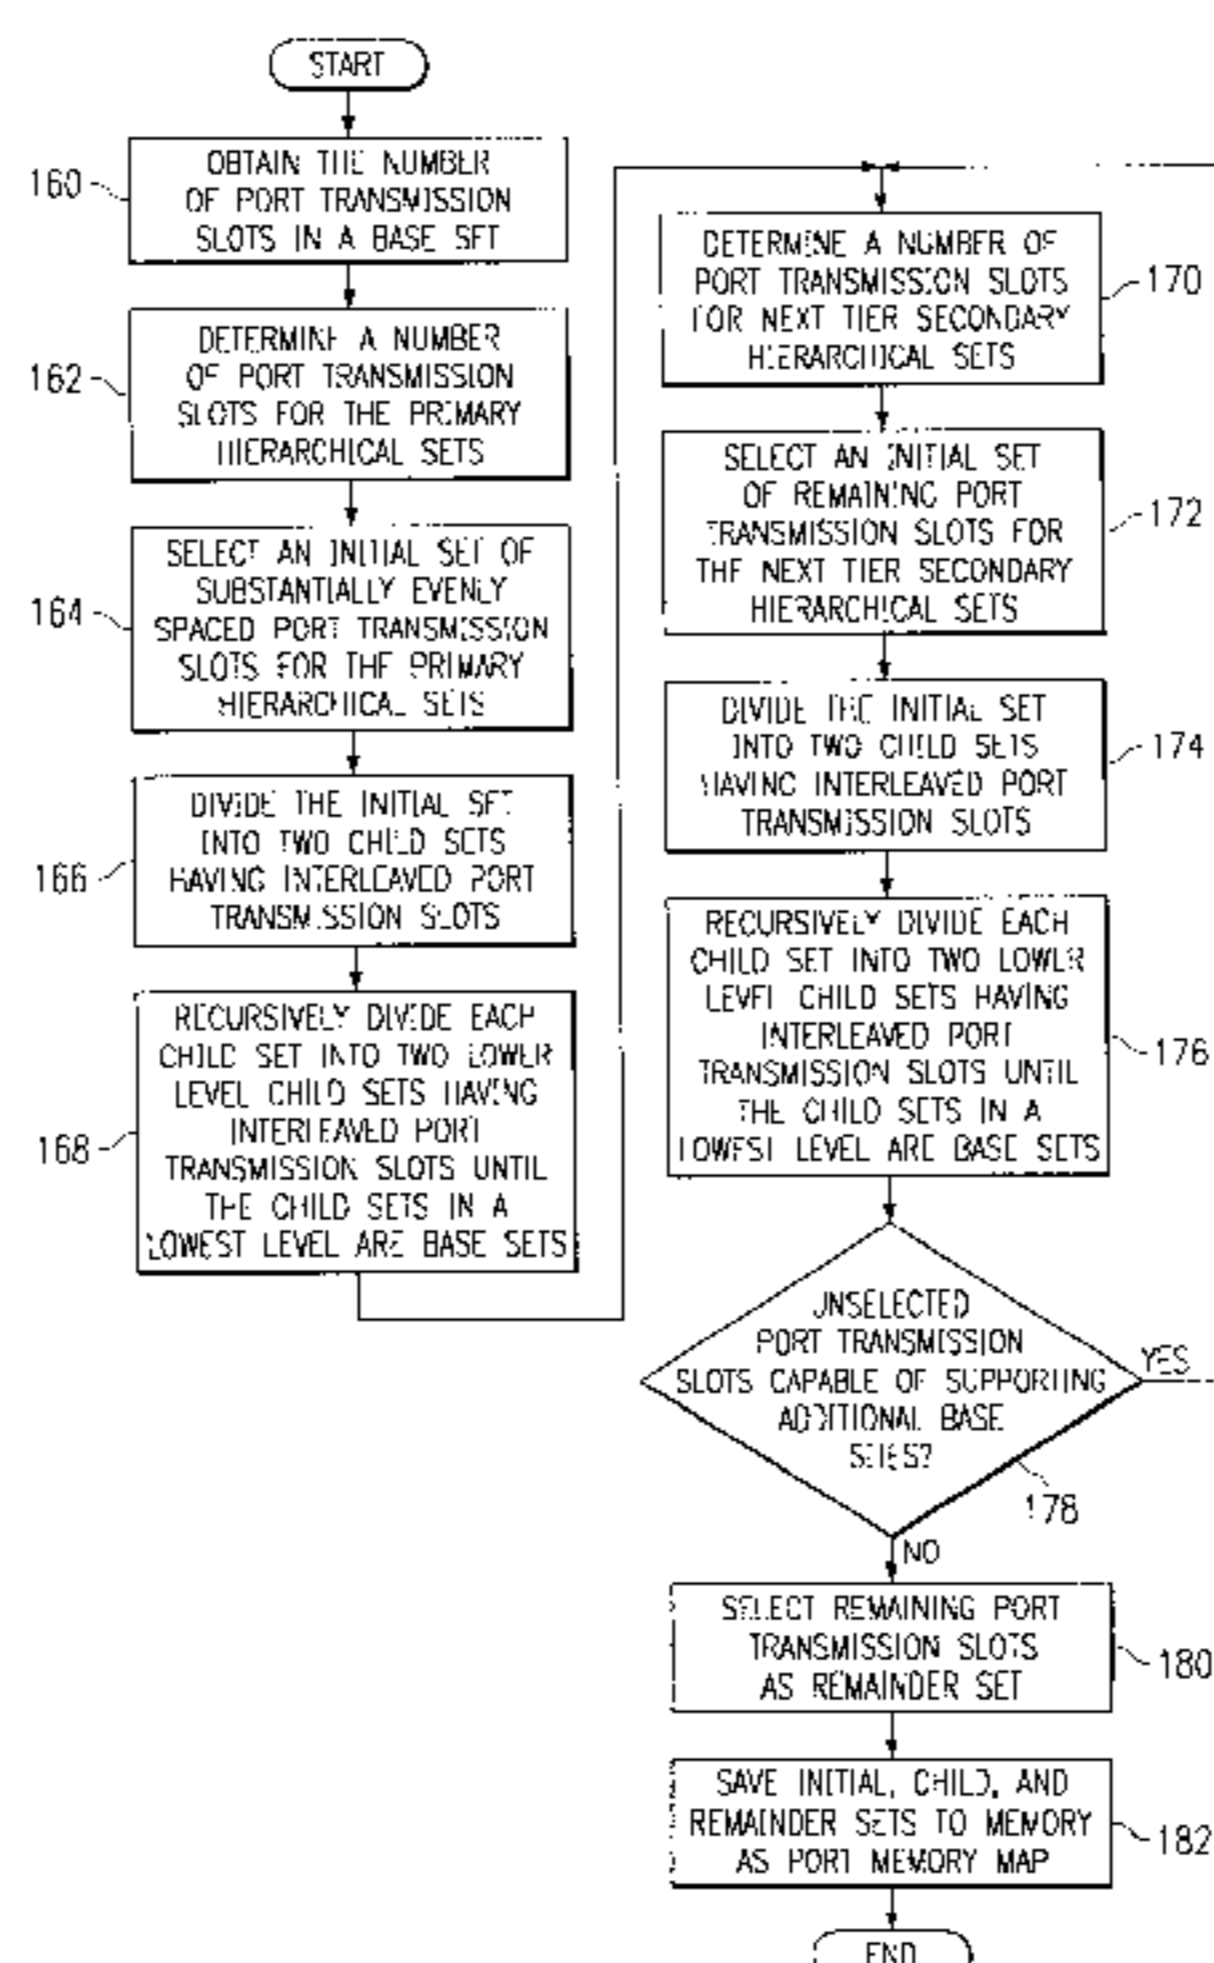 START
160
OBTAIN THE NUMBER
OF PORT TRANSMISSION
SLOTS IN A BASE SET
162
DETERMINE A NUMBER
OF PORT TRANSMISSION
SLOTS FOR THE PRIMARY
HIERARCHICAL SETS
164
SELECT AN INITIAL SET OF
SUBSTANTIALLY EVENLY
SPACED PORT TRANSMISSION
SLOTS FOR THE PRIMARY
HIERARCHICAL SETS
166
DIVIDE THE INITIAL SET
INTO TWO CHILD SETS
HAVING INTERLEAVED PORT
TRANSMISSION SLOTS
168
RECURSIVELY DIVIDE EACH
CHILD SET INTO TWO LOWER
LEVEL CHILD SETS HAVING
INTERLEAVED PORT
TRANSMISSION SLOTS UNTIL
THE CHILD SETS IN A
LOWEST LEVEL ARE BASE SETS
DETERMINE A NUMBER OF
PORT TRANSMISSION SLOTS
FOR NEXT TIER SECONDARY
HIERARCHICAL SETS
170
SELECT AN INITIAL SET
OF REMAINING PORT
TRANSMISSION SLOTS FOR
THE NEXT TIER SECONDARY
HIERARCHICAL SETS
172
DIVIDE THE INITIAL SET
INTO TWO CHILD SETS
HAVING INTERLEAVED PORT
TRANSMISSION SLOTS
174
RECURSIVELY DIVIDE EACH
CHILD SET INTO TWO LOWER
LEVEL CHILD SETS HAVING
INTERLEAVED PORT
TRANSMISSION SLOTS UNTIL
THE CHILD SETS IN A
LOWEST LEVEL ARE BASE SETS
176
UNSELECTED
PORT TRANSMISSION
SLOTS CAPABLE OF SUPPORTING
ADDITIONAL BASE
YES
178
NO
SELECT REMAINING PORT
TRANSMISSION SLOTS
AS REMAINDER SET
180
SAVE INITIAL, CHILD, AND
REMAINDER SETS TO MEMORY
AS PORT MEMORY MAP
182
END